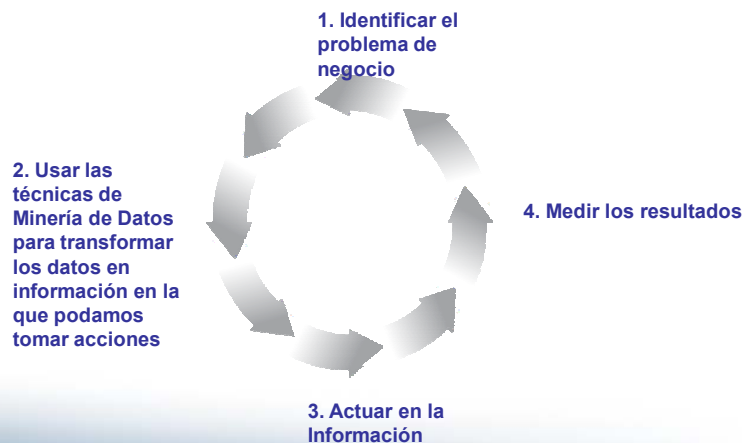 1. Identificar el
problema de
negocio
2. Usar las
técnicas de
Minería de Datos
para transformar
los datos en
información en la
que podamos
tomar acciones
3. Actuar en la
Información
4. Medir los resultados